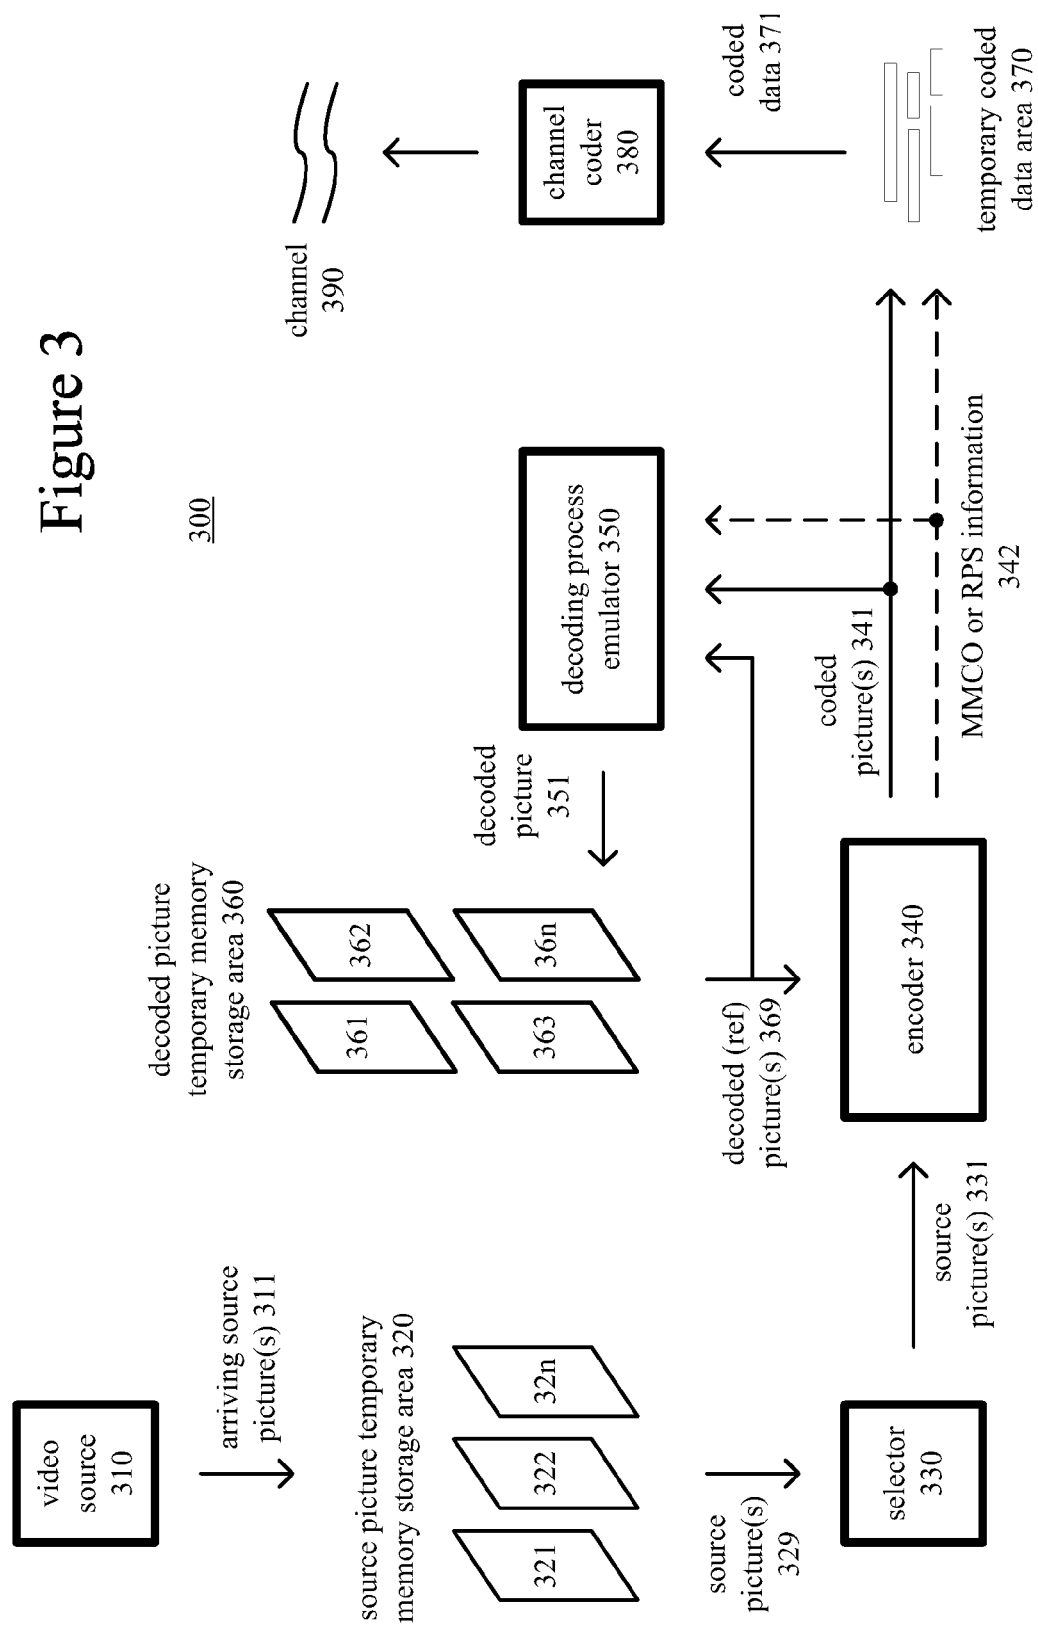 Figure 3
300
video
source
310
arriving source
picture(s) 311
source picture temporary
memory storage area 320
321
322
32n
source
picture(s)
329
selector
330
source
picture(s) 331
decoded picture
temporary memory
storage area 360
361
362
363
36n
decoded (ref)
picture(s) 369
encoder 340
decoded
picture
351
decoding process
emulator 350
coded
picture(s) 341
MMCO or RPS information
342
channel
390
channel
coder
380
coded
data 371
temporary coded
data area 370